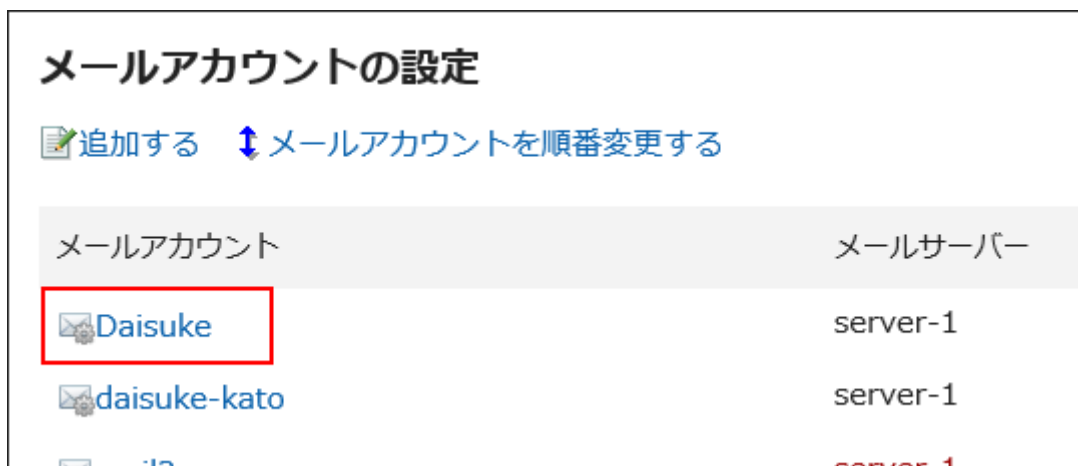 メールアカウントの設定
追加する メールアカウントを順番変更する
メールアカウント メールサーバー
Daisuke server-1
daisuke-kato server-1
server-1